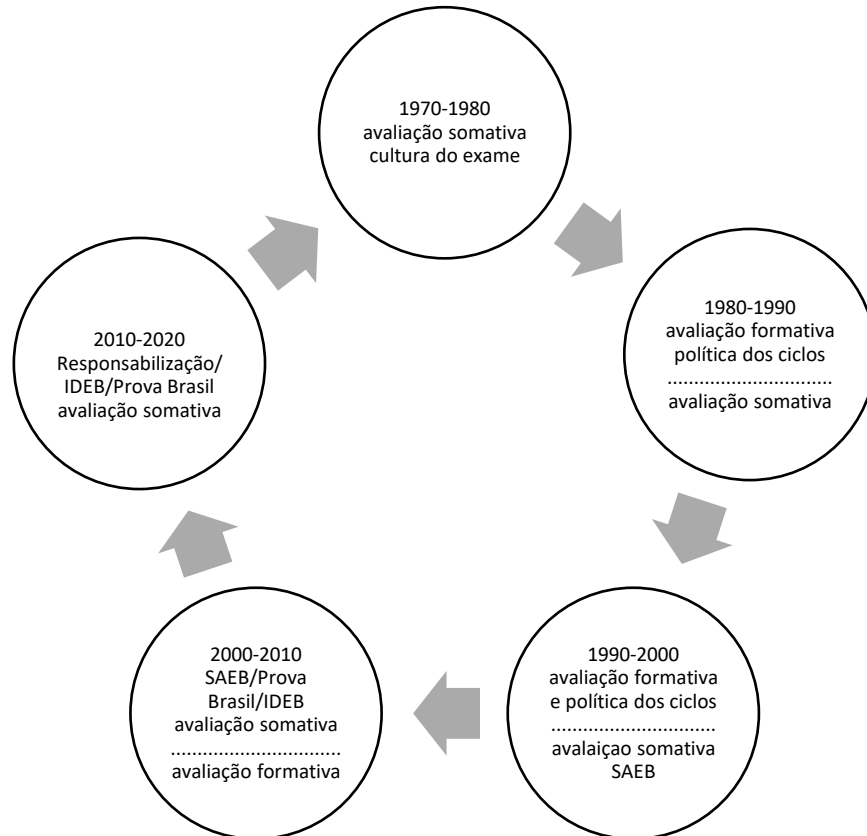 1970-1980
avaliação somativa
cultura do exame
1980-1990
avaliação formativa
política dos ciclos
...............................
avaliação somativa
1990-2000
avaliação formativa
e política dos ciclos
...............................
avalaiçao somativa
SAEB
2000-2010
SAEB/Prova
Brasil/IDEB
avaliação somativa
................................
avaliação formativa
2010-2020
Responsabilização/
IDEB/Prova Brasil
avaliação somativa